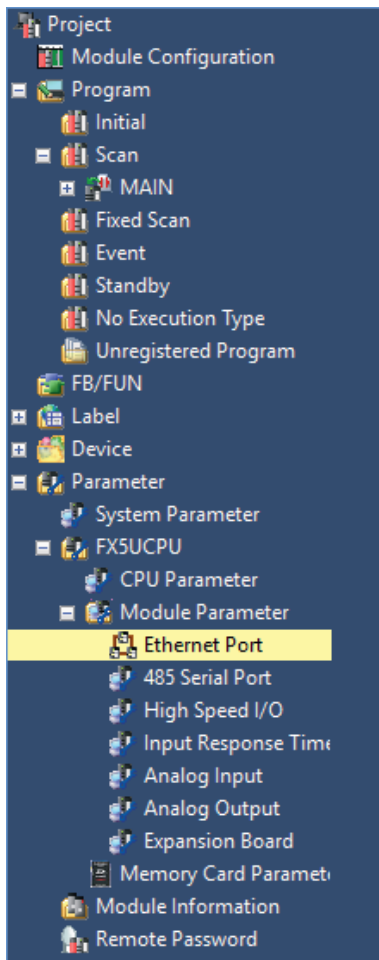 Project
Module Configuration
Program
Initial
Scan
MAIN
Fixed Scan
Event
Standby
No Execution Type
Unregistered Program
FB/FUN
Label
Device
Parameter
System Parameter
FX5UCPU
CPU Parameter
Module Parameter
Ethernet Port
485 Serial Port
High Speed I/O
Input Response Time
Analog Input
Analog Output
Expansion Board
Memory Card Paramet
Module Information
Remote Password